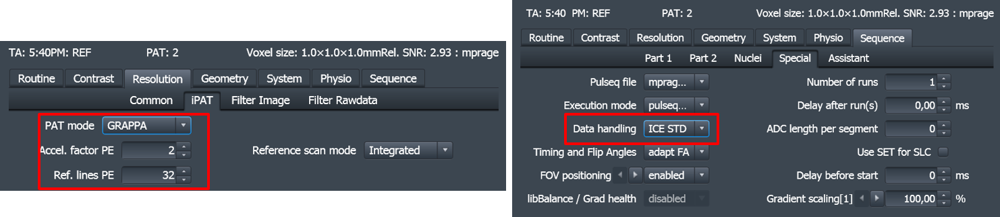 TA: 5:40PM: REF PAT: 2 Voxel size: 1.0×1.0×1.0mmRel. SNR: 2.93 : mprage
Routine Contrast Resolution Geometry System Physio Sequence
Common iPAT Filter Image Filter Rawdata
PAT mode GRAPPA
Accel. factor PE 2 Reference scan mode Integrated
Ref. lines PE 32
TA: 5:40 PM: REF PAT: 2 Voxel size: 1.0×1.0×1.0mmRel. SNR: 2.93 : mprage
Routine Contrast Resolution Geometry System Physio Sequence
Part 1 Part 2 Nuclei Special Assistant
Pulseq file mprag... Number of runs 1
Execution mode pulseq... Delay after run(s) 0,00 ms
Data handling ICE STD ADC length per segment 0
Timing and Flip Angles adapt FA Use SET for SLC
FOV positioning enabled Delay before start 0 ms
libBalance / Grad health disabled Gradient scaling[1] 100,00 %